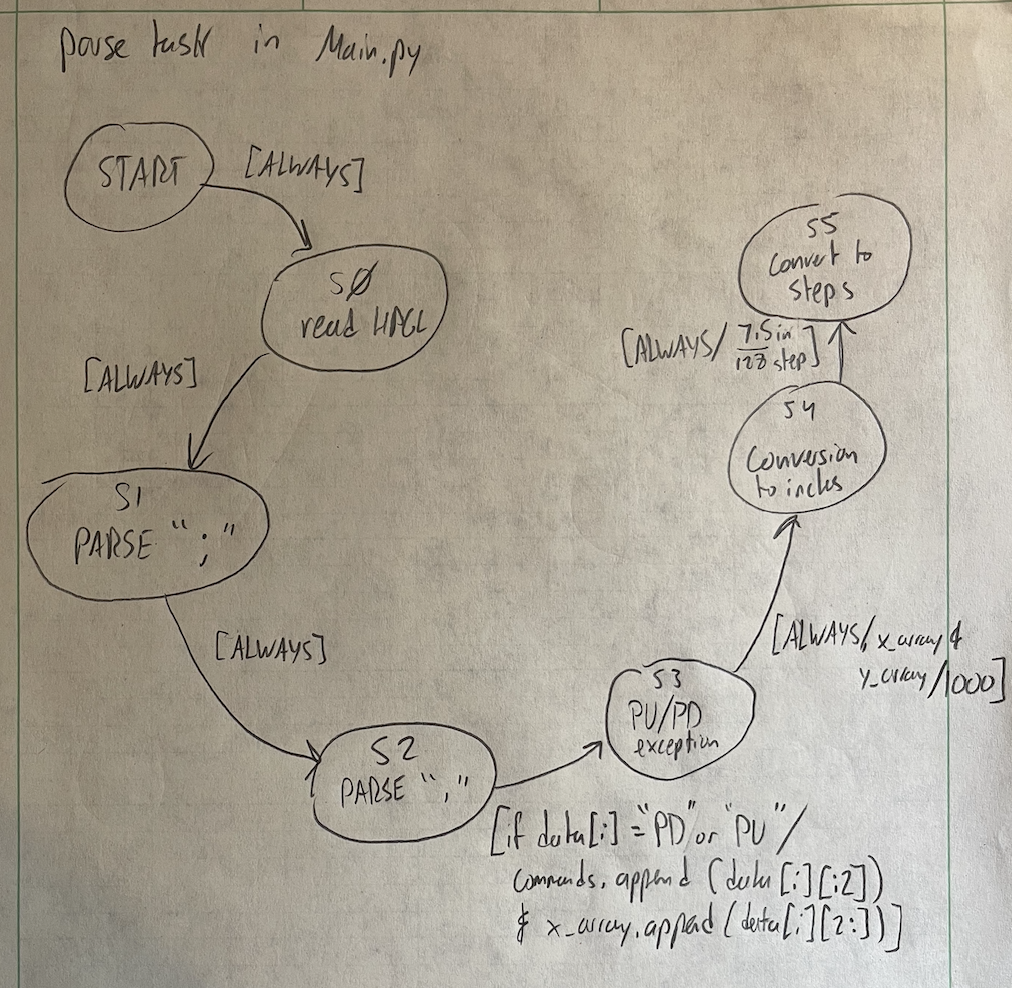 parse task in Main.py
START
[ALWAYS]
SØ
read HPGL
[ALWAYS]
S1
PARSE ";"
[ALWAYS]
S2
PARSE ","
[if data[i] = "PD" or "PU" /
commands.append (data[i][:2])
& x_array.append(data[i][2:])]
S3
PU/PD
exception
[ALWAYS/ x_array &
y_array/1000]
S4
Conversion
to inches
[ALWAYS/ 7.5 in
128 step]
S5
Convert to
steps